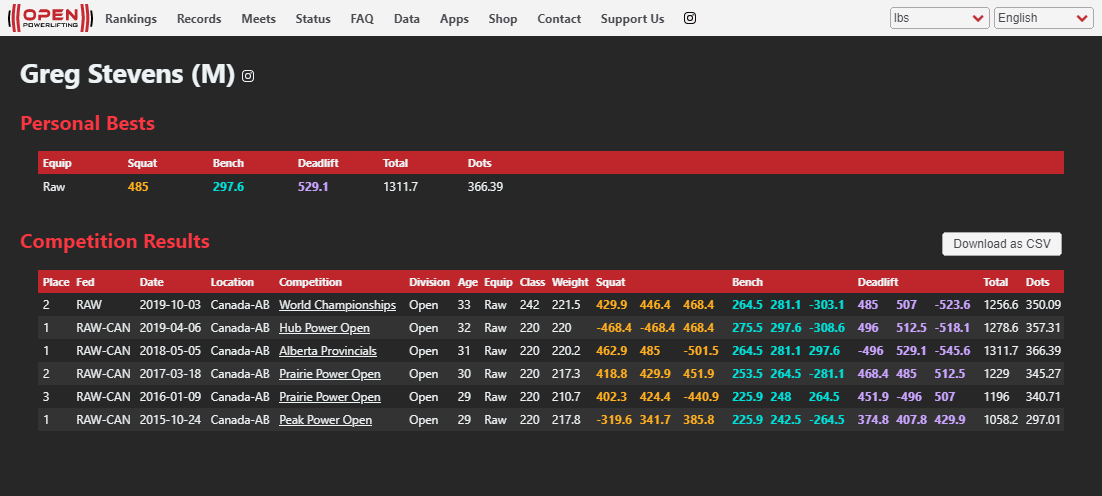 OPEN POWERLIFTING Rankings Records Meets Status FAQ Data Apps Shop Contact Support Us lbs English
Greg Stevens (M)
Personal Bests
Equip Squat Bench Deadlift Total Dots
Raw 485 297.6 529.1 1311.7 366.39
Competition Results Download as CSV
Place Fed Date Location Competition Division Age Equip Class Weight Squat Bench Deadlift Total Dots
2 RAW 2019-10-03 Canada-AB World Championships Open 33 Raw 242 221.5 429.9 446.4 468.4 264.5 281.1 -303.1 485 507 -523.6 1256.6 350.09
1 RAW-CAN 2019-04-06 Canada-AB Hub Power Open Open 32 Raw 220 220 -468.4 -468.4 468.4 275.5 297.6 -308.6 496 512.5 -518.1 1278.6 357.31
1 RAW-CAN 2018-05-05 Canada-AB Alberta Provincials Open 31 Raw 220 220.2 462.9 485 -501.5 264.5 281.1 297.6 -496 529.1 -545.6 1311.7 366.39
2 RAW-CAN 2017-03-18 Canada-AB Prairie Power Open Open 30 Raw 220 217.3 418.8 429.9 451.9 253.5 264.5 -281.1 468.4 485 512.5 1229 345.27
3 RAW-CAN 2016-01-09 Canada-AB Prairie Power Open Open 29 Raw 220 210.7 402.3 424.4 -440.9 225.9 248 264.5 451.9 -496 507 1196 340.71
1 RAW-CAN 2015-10-24 Canada-AB Peak Power Open Open 29 Raw 220 217.8 -319.6 341.7 385.8 225.9 242.5 -264.5 374.8 407.8 429.9 1058.2 297.01